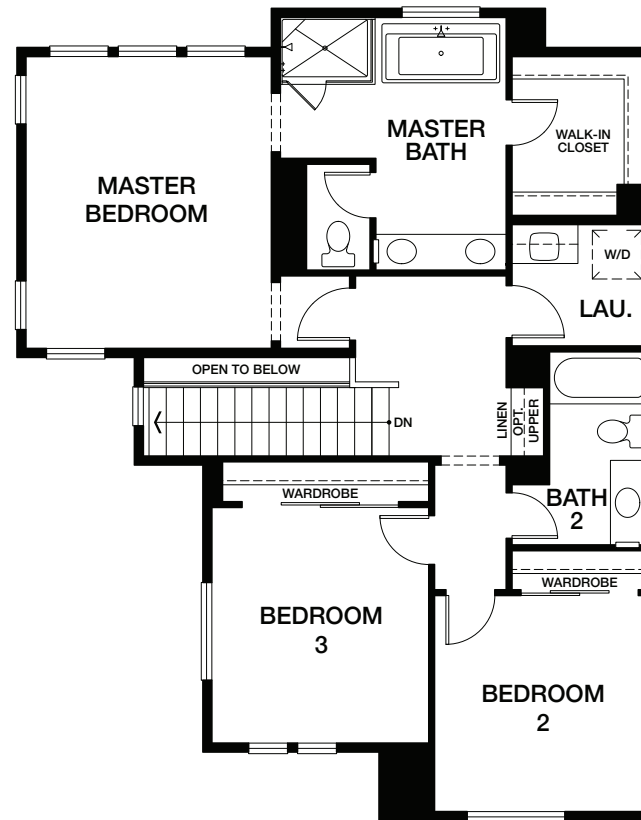 MASTER
BATH
WALK-IN
CLOSET
MASTER
BEDROOM
W/D
LAU.
OPEN TO BELOW
DN
LINEN
OPT.
UPPER
WARDROBE
BATH
2
WARDROBE
BEDROOM
3
BEDROOM
2